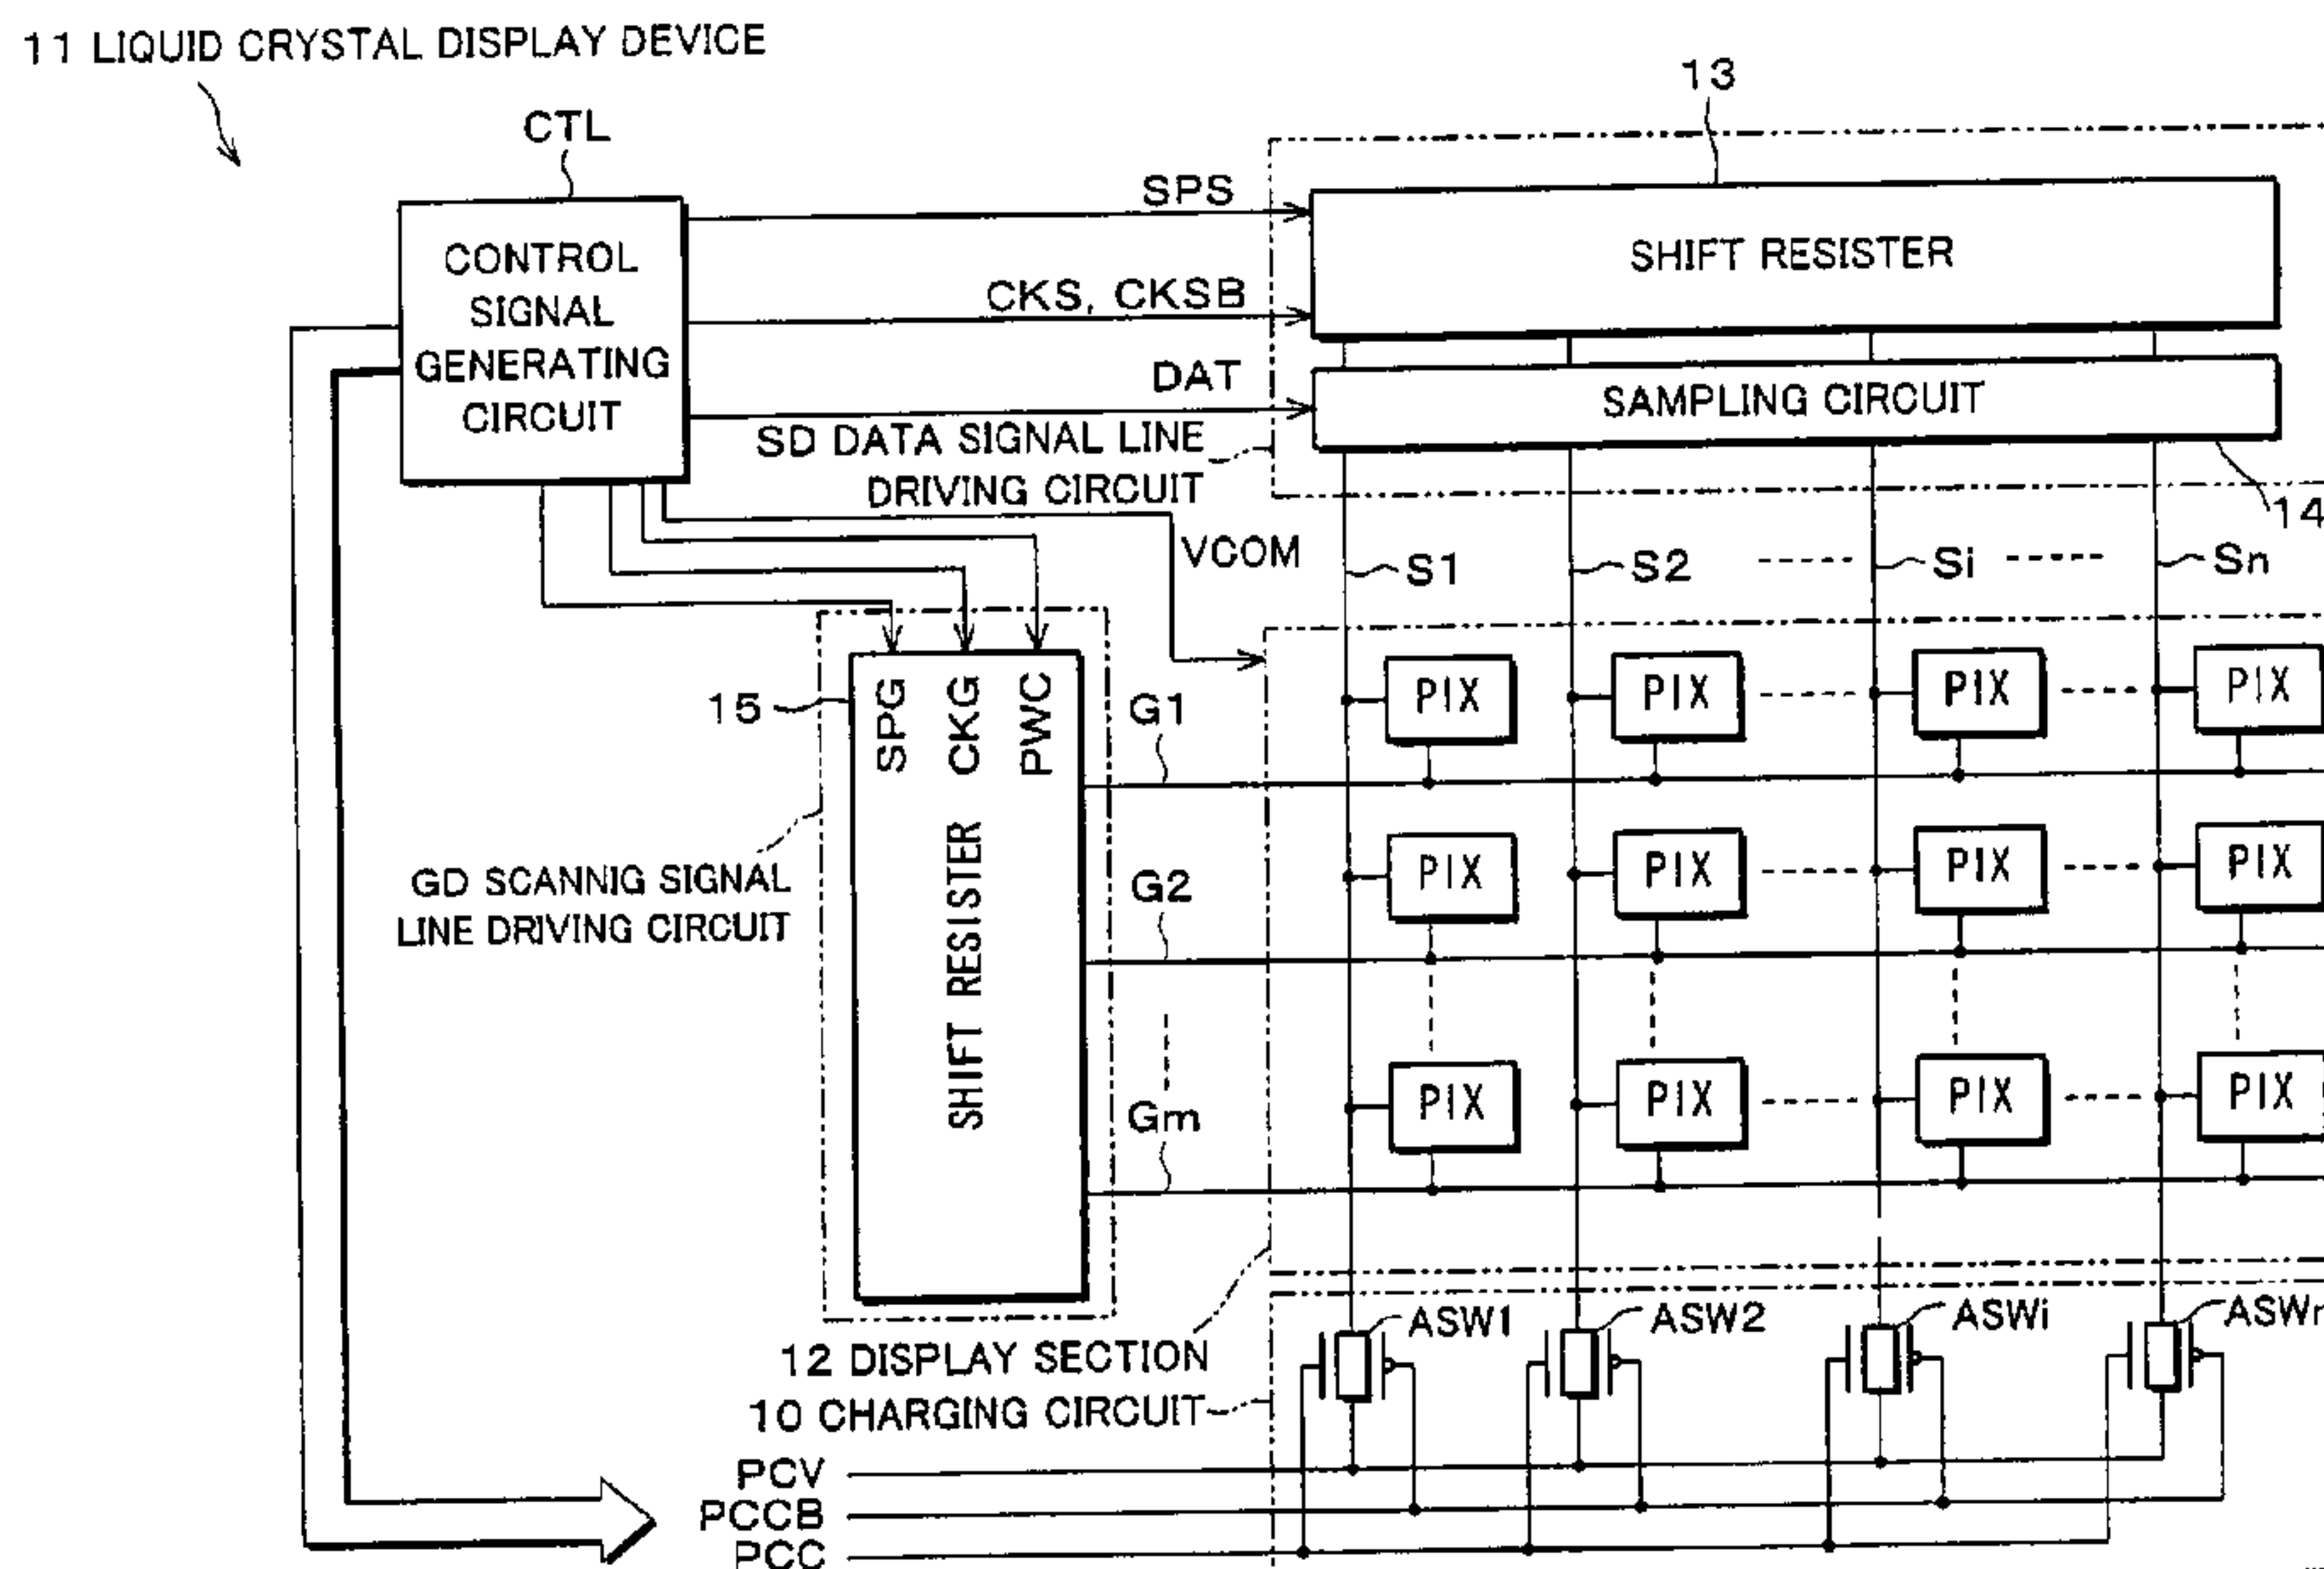 11 LIQUID CRYSTAL DISPLAY DEVICE
13
CTL
SPS
CONTROL
SIGNAL
GENERATING
CIRCUIT
SHIFT RESISTER
CKS, CKSB
DAT
SAMPLING CIRCUIT
SD DATA SIGNAL LINE
DRIVING CIRCUIT
14
VCOM
S1
S2
Si
Sn
15
SPG
CKG
PWC
G1
PIX PIX PIX PIX
GD SCANNIG SIGNAL
LINE DRIVING CIRCUIT
SHIFT RESISTER
G2
PIX PIX PIX PIX
Gm
PIX PIX PIX PIX
12 DISPLAY SECTION
10 CHARGING CIRCUIT
ASW1
ASW2
ASWi
PCV
PCCB
PCC